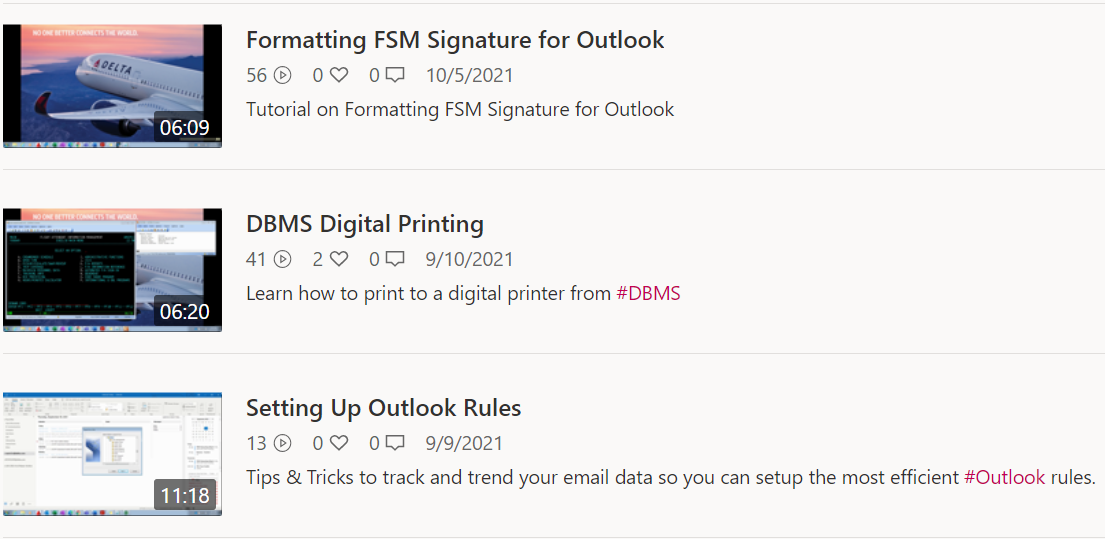 NO ONE BETTER CONNECTS THE WORLD.
DELTA
06:09
Formatting FSM Signature for Outlook
56 0 0 10/5/2021
Tutorial on Formatting FSM Signature for Outlook
NO ONE BETTER CONNECTS THE WORLD.
06:20
DBMS Digital Printing
41 2 0 9/10/2021
Learn how to print to a digital printer from #DBMS
11:18
Setting Up Outlook Rules
13 0 0 9/9/2021
Tips & Tricks to track and trend your email data so you can setup the most efficient #Outlook rules.